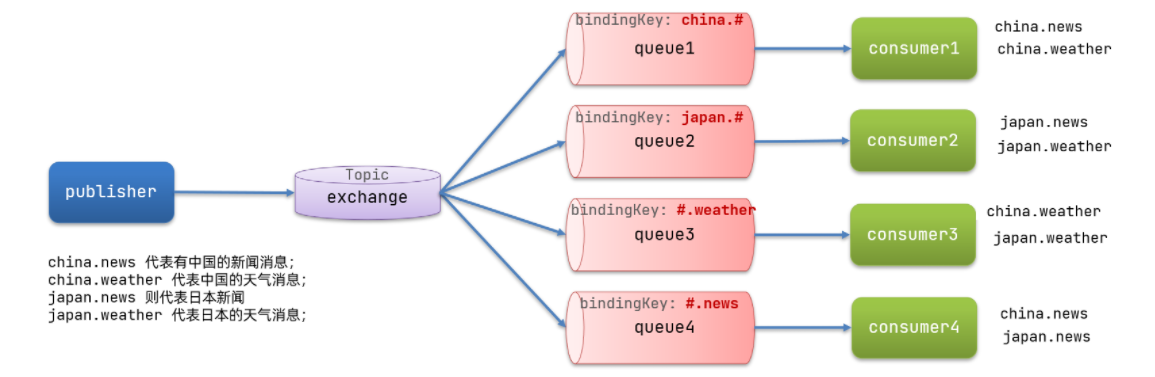 bindingKey: china.#
queue1
consumer1
china.news
china.weather
bindingKey: japan.#
queue2
consumer2
japan.news
japan.weather
publisher
Topic
exchange
bindingKey: #.weather
queue3
consumer3
china.weather
japan.weather
china.news 代表有中国的新闻消息；
china.weather 代表中国的天气消息；
japan.news 则代表日本新闻
japan.weather 代表日本的天气消息；
bindingKey: #.news
queue4
consumer4
china.news
japan.news